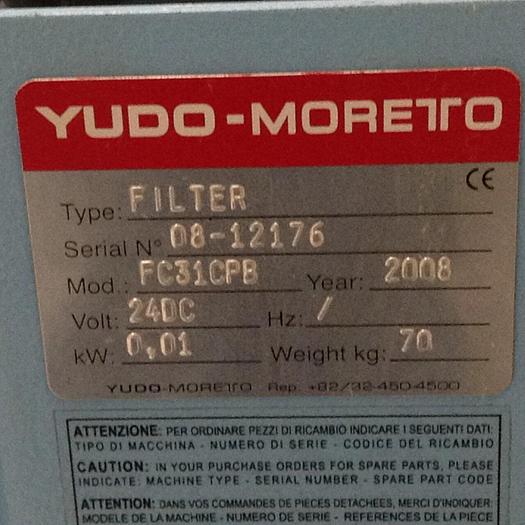 YUDO-MORETTO
CE
Type: FILTER
Serial N° 08-12176
Mod.: FC31CPB Year: 2008
Volt: 24DC Hz: /
kW: 0,01 Weight kg: 70
YUDO-MORETTO Rep. +82/32-450-4500
ATTENZIONE: PER ORDINARE PEZZI DI RICAMBIO INDICARE I SEGUENTI DATI:
TIPO DI MACCHINA - NUMERO DI SERIE - CODICE DEL RICAMBIO
CAUTION: IN YOUR PURCHASE ORDERS FOR SPARE PARTS, PLEASE
INDICATE: MACHINE TYPE - SERIAL NUMBER - SPARE PART CODE
ATTENTION: DANS VOS COMMANDES DE PIECES DETACHEES, MERCI D'INDIQUER:
MODELE DE LA MACHINE - NUMERO DE SERIE - REFERENCES DE LA PIECE